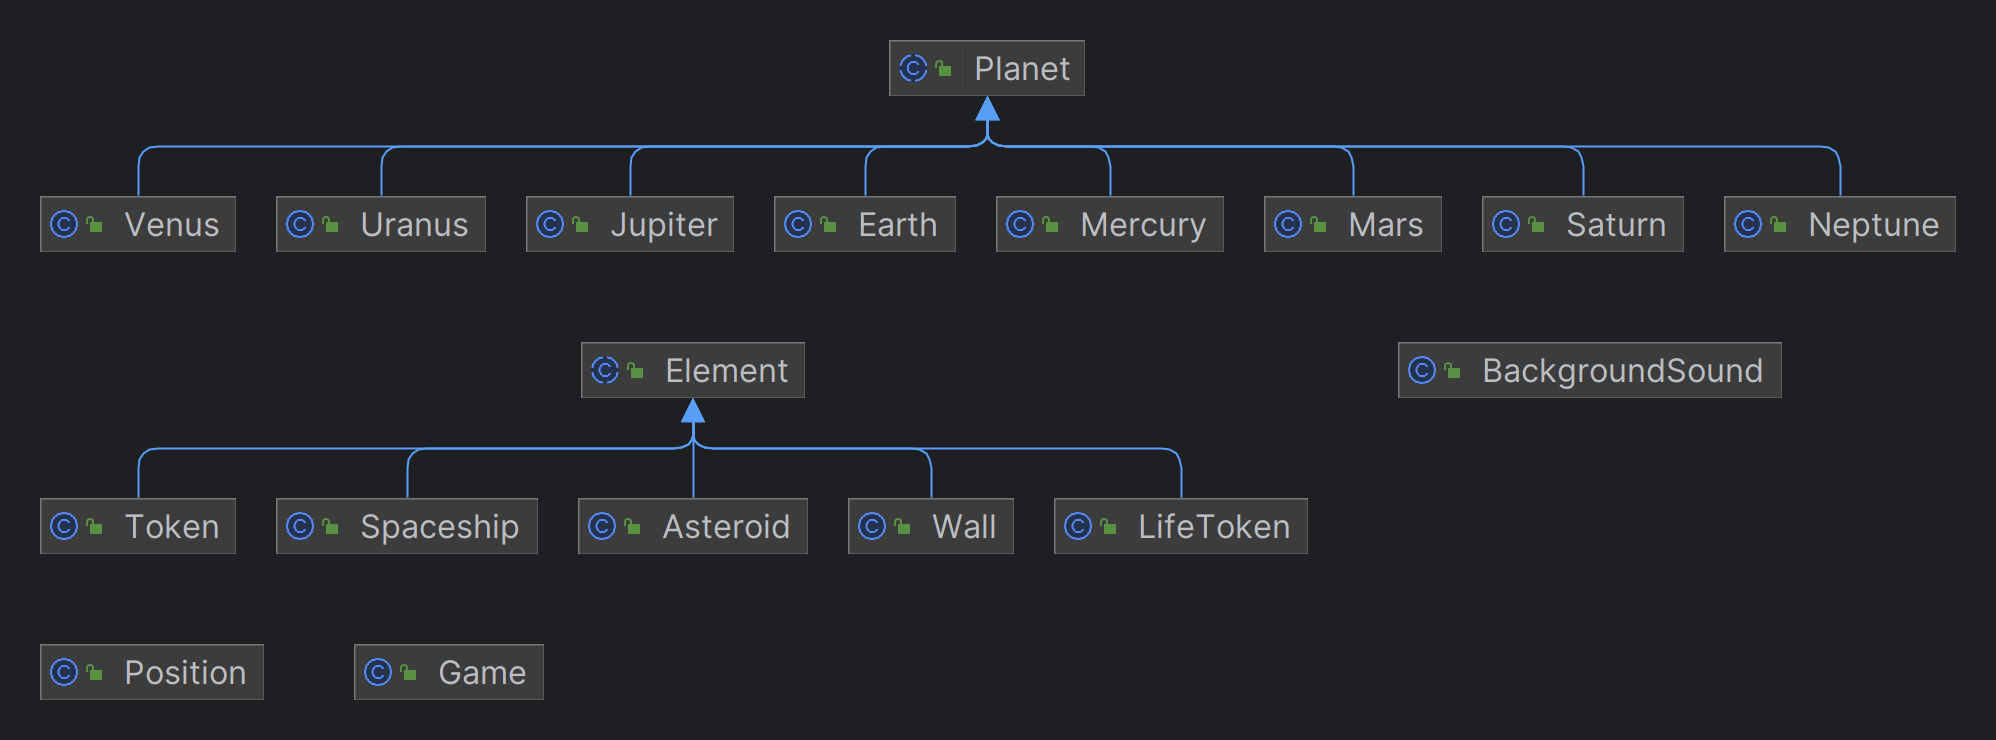 Planet
Venus Uranus Jupiter Earth Mercury Mars Saturn Neptune
Element BackgroundSound
Token Spaceship Asteroid Wall LifeToken
Position Game